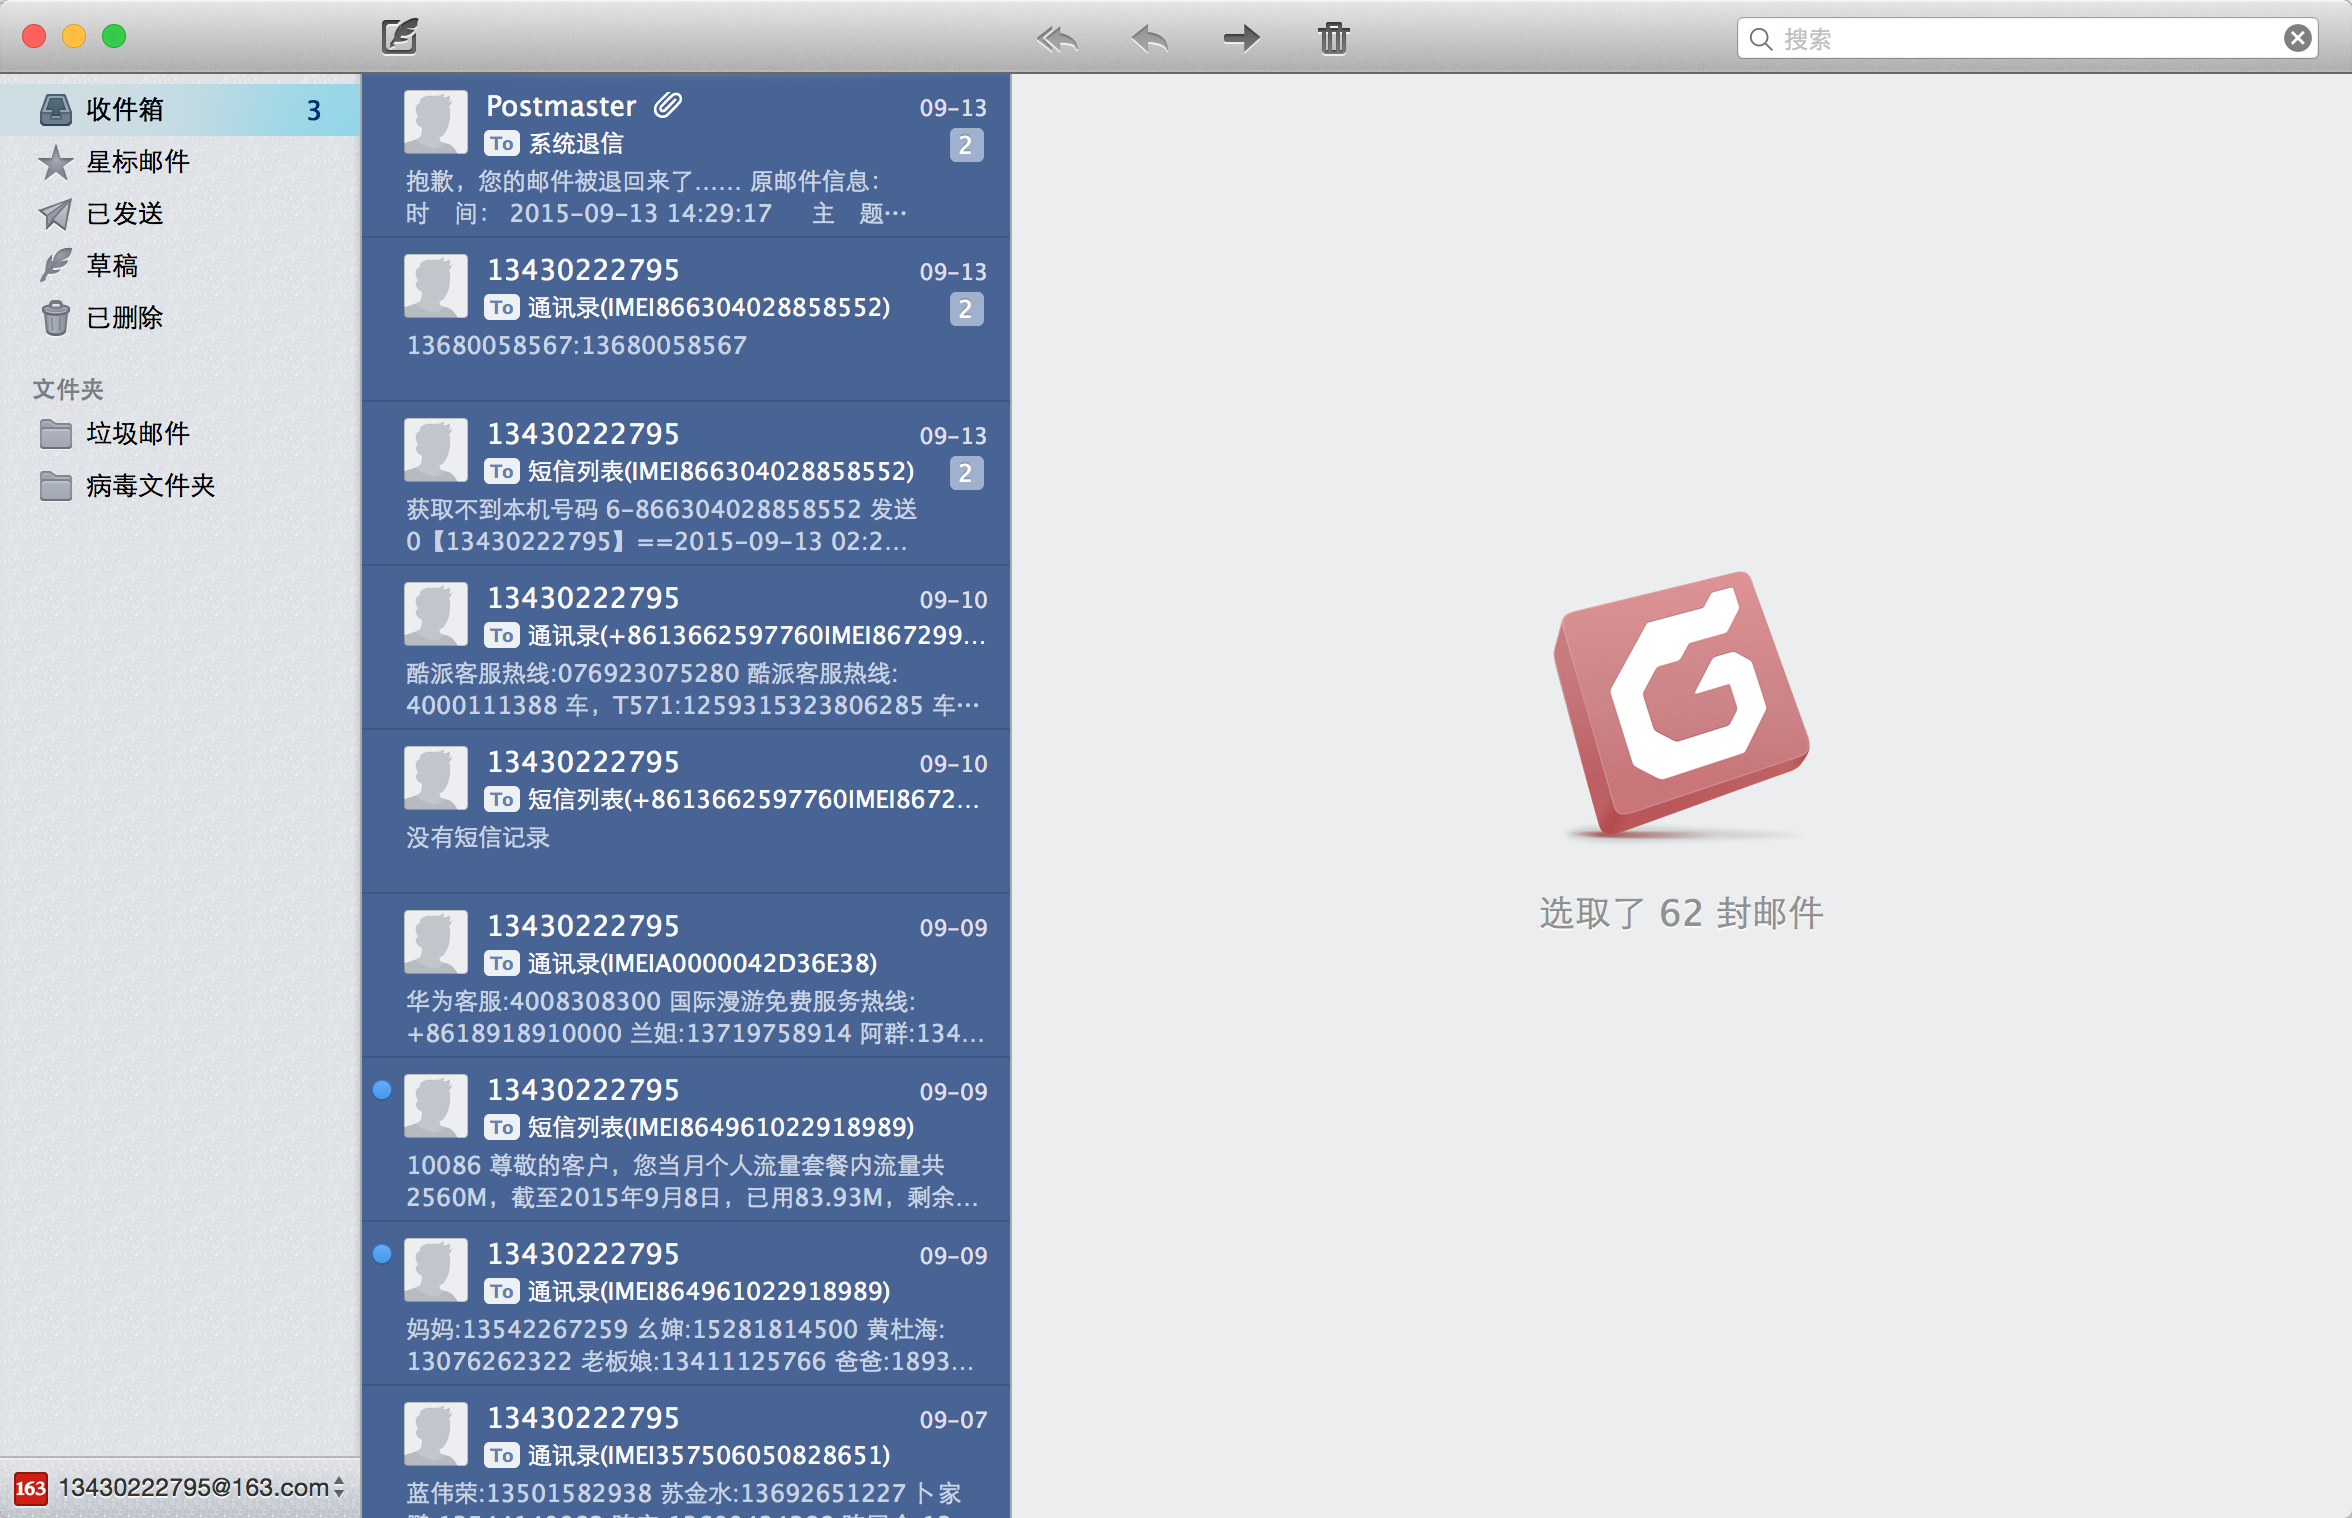 搜索
收件箱 3
星标邮件
已发送
草稿
已删除
文件夹
垃圾邮件
病毒文件夹
163 13430222795@163.com
Postmaster 09-13
To 系统退信 2
抱歉，您的邮件被退回来了...... 原邮件信息：
时 间： 2015-09-13 14:29:17 主 题...
13430222795 09-13
To 通讯录(IMEI866304028858552) 2
13680058567:13680058567
13430222795 09-13
To 短信列表(IMEI866304028858552) 2
获取不到本机号码 6-866304028858552 发送
0【13430222795】==2015-09-13 02:2...
13430222795 09-10
To 通讯录(+8613662597760IMEI867299...
酷派客服热线:076923075280 酷派客服热线:
4000111388 车，T571:1259315323806285 车...
13430222795 09-10
To 短信列表(+8613662597760IMEI8672...
没有短信记录
13430222795 09-09
To 通讯录(IMEIA0000042D36E38)
华为客服:4008308300 国际漫游免费服务热线:
+8618918910000 兰姐:13719758914 阿群:134...
13430222795 09-09
To 短信列表(IMEI864961022918989)
10086 尊敬的客户，您当月个人流量套餐内流量共
2560M，截至2015年9月8日，已用83.93M，剩余...
13430222795 09-09
To 通讯录(IMEI864961022918989)
妈妈:13542267259 幺婶:15281814500 黄杜海:
13076262322 老板娘:13411125766 爸爸:1893...
13430222795 09-07
To 通讯录(IMEI357506050828651)
蓝伟荣:13501582938 苏金水:13692651227 卜家
选取了 62 封邮件